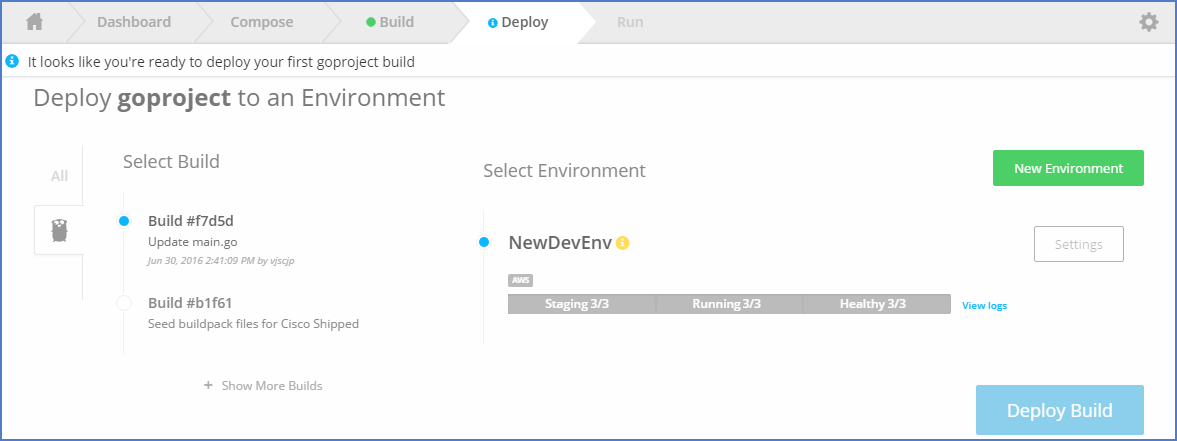 Dashboard Compose Build Deploy Run
It looks like you're ready to deploy your first goproject build
Deploy goproject to an Environment
All
Select Build
Build #f7d5d
Update main.go
Jun 30, 2016 2:41:09 PM by vjscjp
Build #b1f61
Seed buildpack files for Cisco Shipped
+ Show More Builds
Select Environment
New Environment
NewDevEnv
Settings
AWS
Staging 3/3 Running 3/3 Healthy 3/3 View logs
Deploy Build